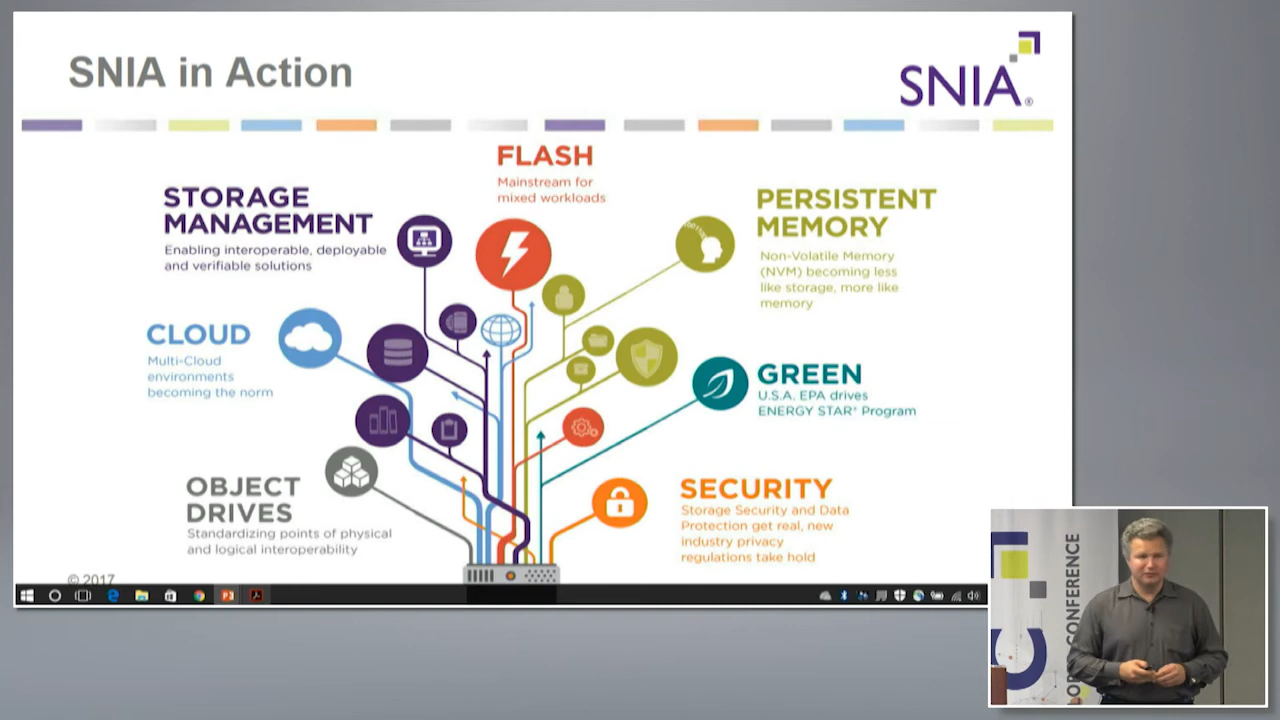 SNIA in Action
SNIA®
FLASH
Mainstream for
mixed workloads
STORAGE
MANAGEMENT
Enabling interoperable, deployable
and verifiable solutions
PERSISTENT
MEMORY
Non-Volatile Memory
(NVM) becoming less
like storage, more like
memory
CLOUD
Multi-Cloud
environments
becoming the norm
GREEN
U.S.A. EPA drives
ENERGY STAR® Program
OBJECT
DRIVES
Standardizing points of physical
and logical interoperability
SECURITY
Storage Security and Data
Protection get real, new
industry privacy
regulations take hold
© 2017
CONFERENCE